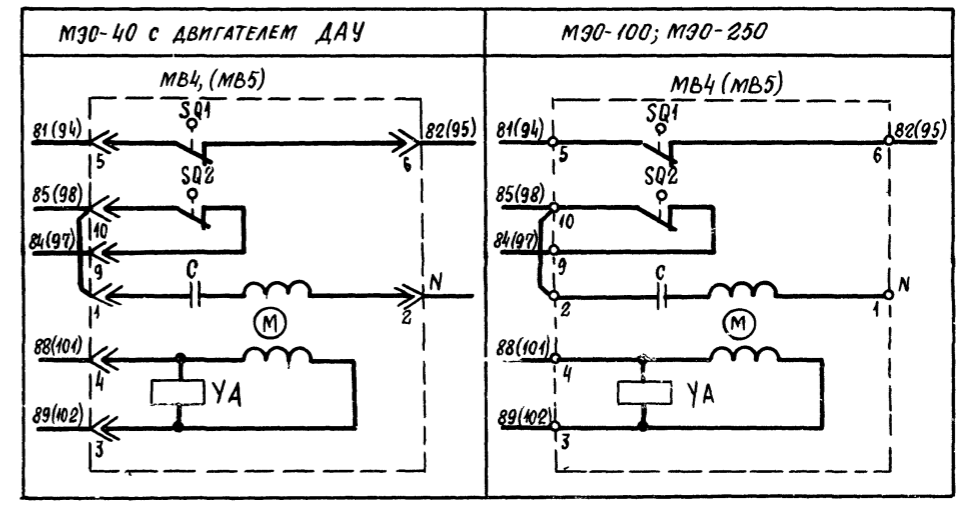 МЭО-40 С ДВИГАТЕЛЕМ ДАУ
МВ4, (МВ5)
SQ1
81(94)
82(95)
5
6
SQ2
85(98)
10
84(97)
9
C
N
1
2
М
88(101)
4
YA
89(102)
3
МЭО-100; МЭО-250
МВ4 (МВ5)
SQ1
81(94)
82(95)
5
6
SQ2
85(98)
10
84(97)
9
C
N
2
1
М
88(101)
4
YA
89(102)
3